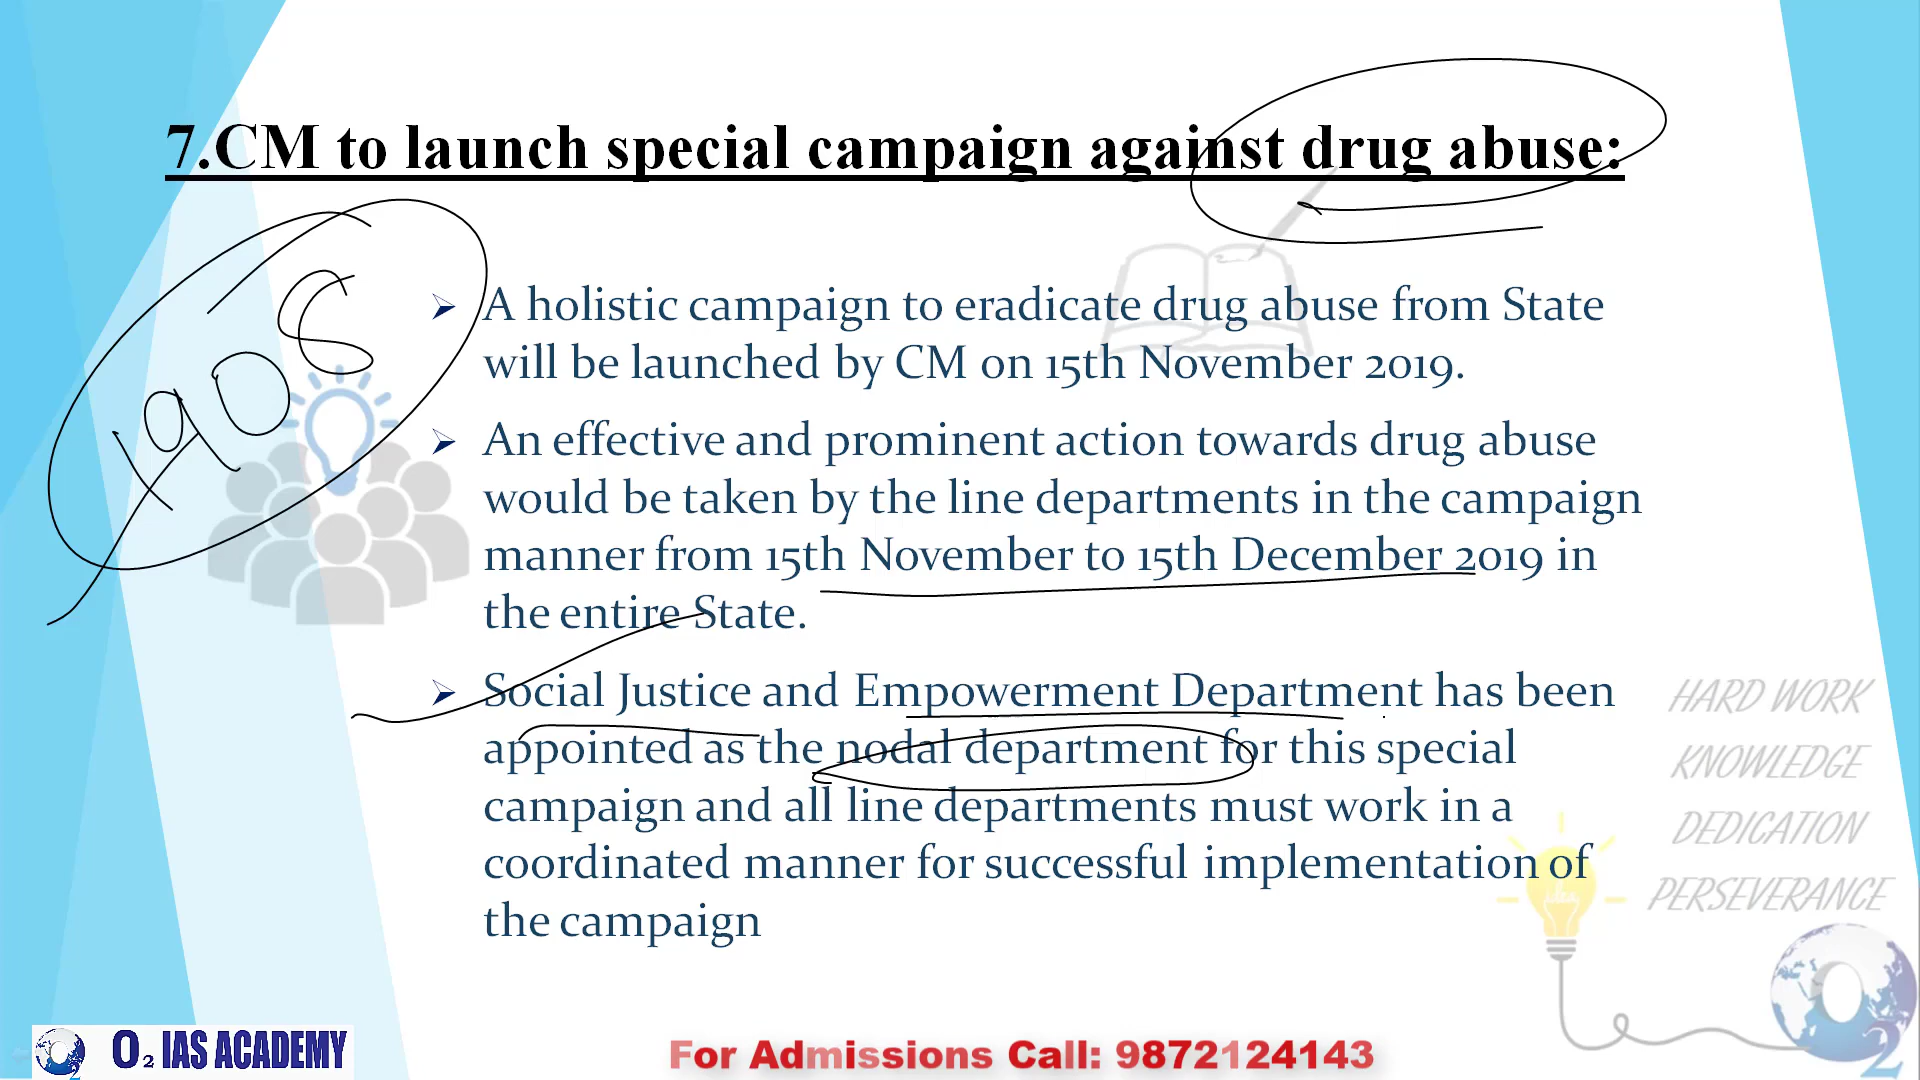 7.CM to launch special campaign against drug abuse:
A holistic campaign to eradicate drug abuse from State
will be launched by CM on 15th November 2019.
An effective and prominent action towards drug abuse
would be taken by the line departments in the campaign
manner from 15th November to 15th December 2019 in
the entire State.
Social Justice and Empowerment Department has been
appointed as the nodal department for this special
campaign and all line departments must work in a
coordinated manner for successful implementation of
the campaign
HARD WORK
KNOWLEDGE
DEDICATION
PERSEVERANCE
idea
O2
O2 IAS ACADEMY
For Admissions Call: 9872124143